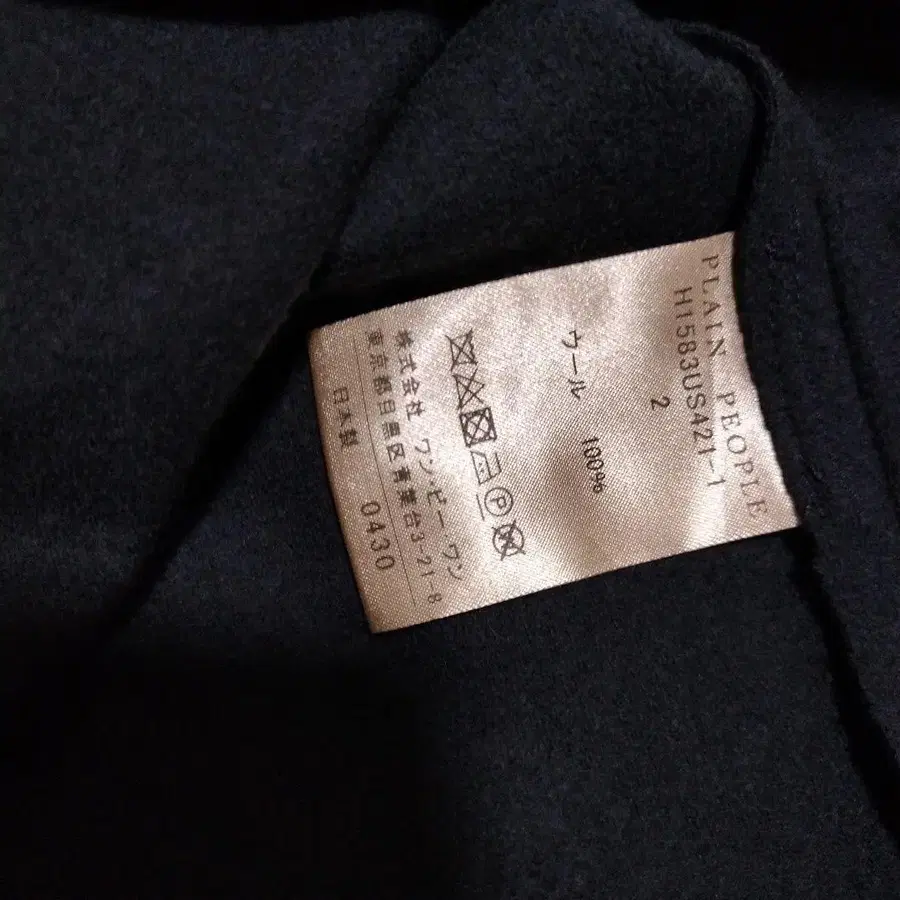 PLAIN PEOPLE
H1583US421-1
2
ウール 100%
P
株式会社 ワン・ビー・ワン
東京都目黒区青葉台3-21-8
日本製 0430